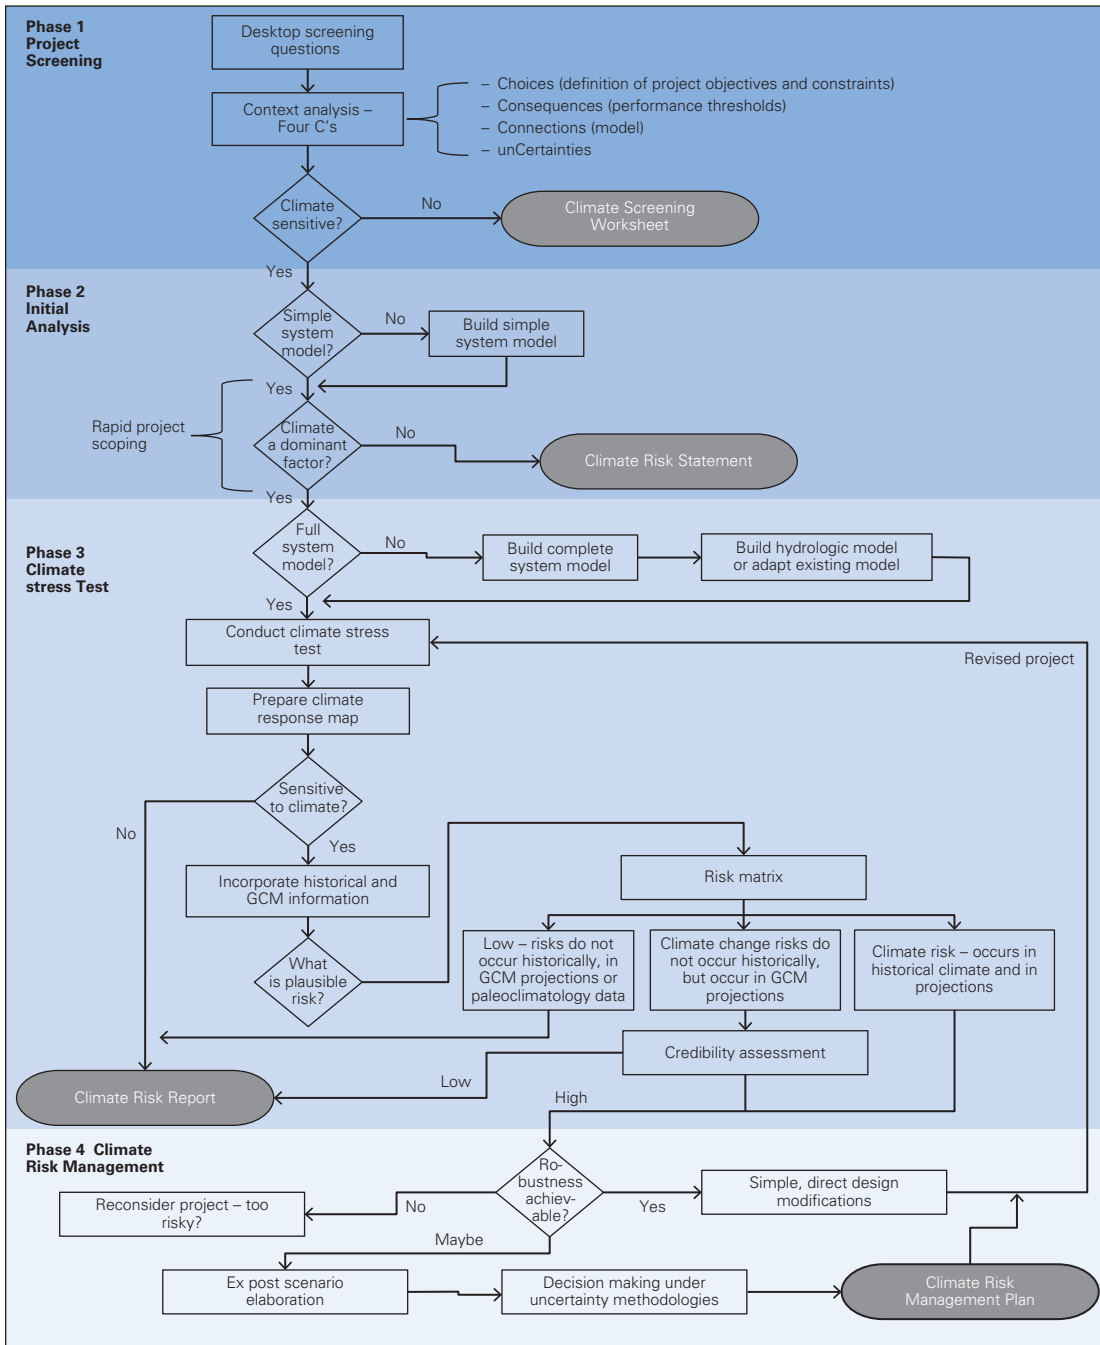 Phase 1
Project
Screening
Desktop screening
questions
Context analysis –
Four C's
– Choices (definition of project objectives and constraints)
– Consequences (performance thresholds)
– Connections (model)
– unCertainties
Climate
sensitive?
No
Climate Screening
Worksheet
Yes
Phase 2
Initial
Analysis
Simple
system
model?
No
Build simple
system model
Yes
Rapid project
scoping
Climate
a dominant
factor?
No
Climate Risk Statement
Yes
Phase 3
Climate
stress Test
Full
system
model?
No
Build complete
system model
Build hydrologic model
or adapt existing model
Yes
Conduct climate stress
test
Revised project
Prepare climate
response map
Sensitive
to climate?
No
Yes
Incorporate historical and
GCM information
What
is plausible
risk?
Risk matrix
Low – risks do not
occur historically, in
GCM projections or
paleoclimatology data
Climate change risks do
not occur historically,
but occur in GCM
projections
Climate risk – occurs in
historical climate and in
projections
Credibility assessment
Low
High
Climate Risk Report
Phase 4 Climate
Risk Management
Ro-
bustness
achiev-
able?
No
Reconsider project – too
risky?
Yes
Simple, direct design
modifications
Maybe
Ex post scenario
elaboration
Decision making under
uncertainty methodologies
Climate Risk
Management Plan